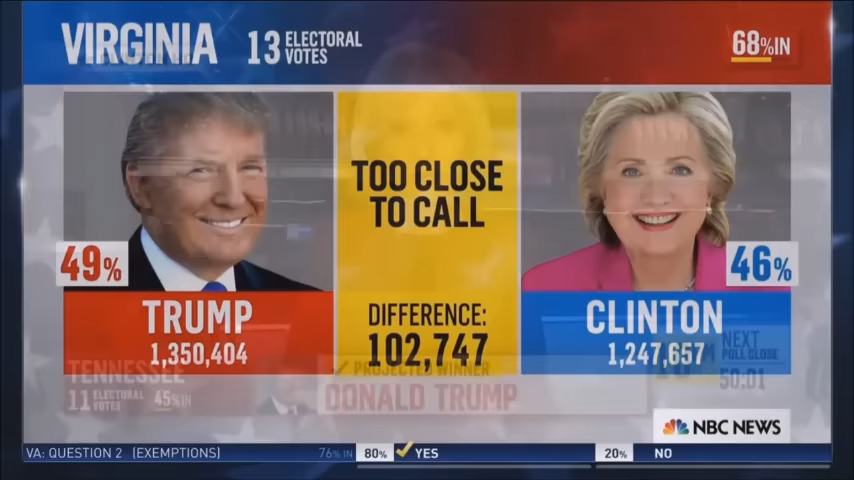 VIRGINIA
13 ELECTORAL VOTES
68% IN
TOO CLOSE
TO CALL
49%
46%
TRUMP
1,350,404
DIFFERENCE:
102,747
CLINTON
1,247,657
NEXT
POLL CLOSE
50:01
TENNESSEE
11 ELECTORAL VOTES
45% IN
✓ PROJECTED WINNER
DONALD TRUMP
NBC NEWS
VA: QUESTION 2 (EXEMPTIONS) 76% IN 80% ✓ YES 20% NO